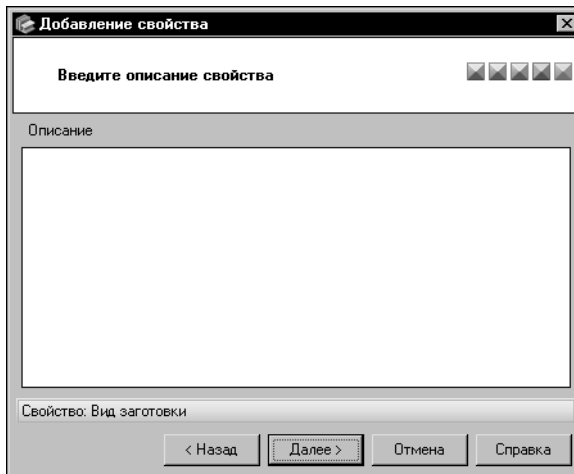 Добавление свойства
Введите описание свойства
Описание
Свойство: Вид заготовки
< Назад
Далее >
Отмена
Справка